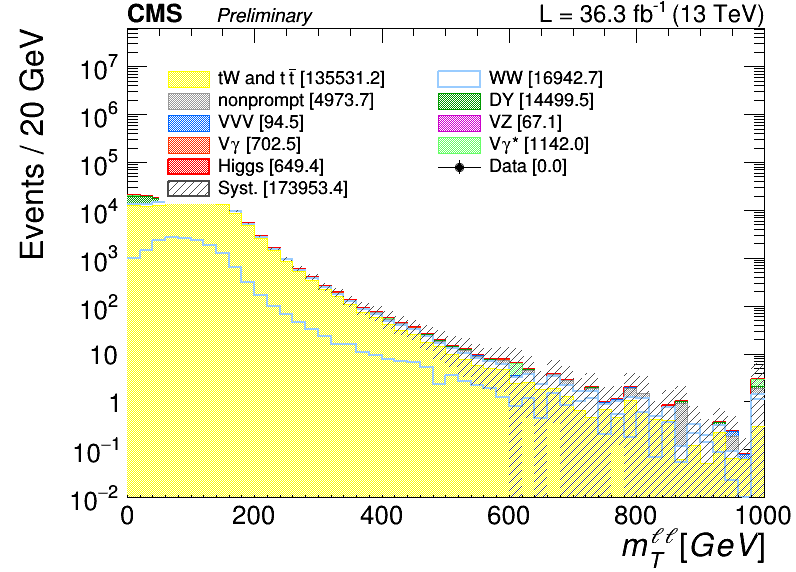 CMS Preliminary L = 36.3 fb⁻¹ (13 TeV)
Events / 20 GeV
tW and t t̄ [135531.2]
nonprompt [4973.7]
VVV [94.5]
Vγ [702.5]
Higgs [649.4]
Syst. [173953.4]
WW [16942.7]
DY [14499.5]
VZ [67.1]
Vγ* [1142.0]
Data [0.0]
10⁷
10⁶
10⁵
10⁴
10³
10²
10
1
10⁻¹
10⁻²
0 200 400 600 800 1000
m_T^ℓℓ [GeV]